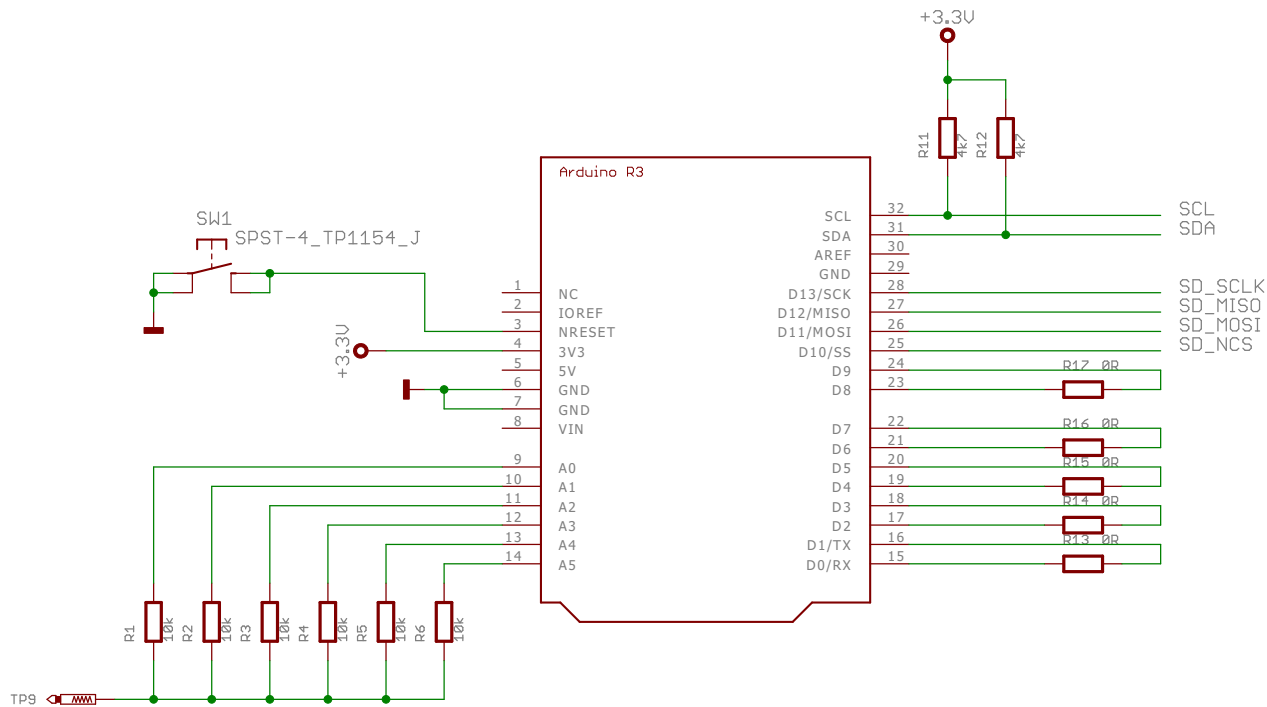 +3.3V
R11
4k7
R12
4k7
Arduino R3
SW1
SPST-4_TP1154_J
+3.3V
1 NC
2 IOREF
3 NRESET
4 3V3
5 5V
6 GND
7 GND
8 VIN
9 A0
10 A1
11 A2
12 A3
13 A4
14 A5
SCL 32 SCL
SDA 31 SDA
AREF 30
GND 29
D13/SCK 28 SD_SCLK
D12/MISO 27 SD_MISO
D11/MOSI 26 SD_MOSI
D10/SS 25 SD_NCS
D9 24
R17 0R
D8 23
D7 22
R16 0R
D6 21
D5 20
R15 0R
D4 19
D3 18
R14 0R
D2 17
D1/TX 16
R13 0R
D0/RX 15
R1 10k
R2 10k
R3 10k
R4 10k
R5 10k
R6 10k
TP9